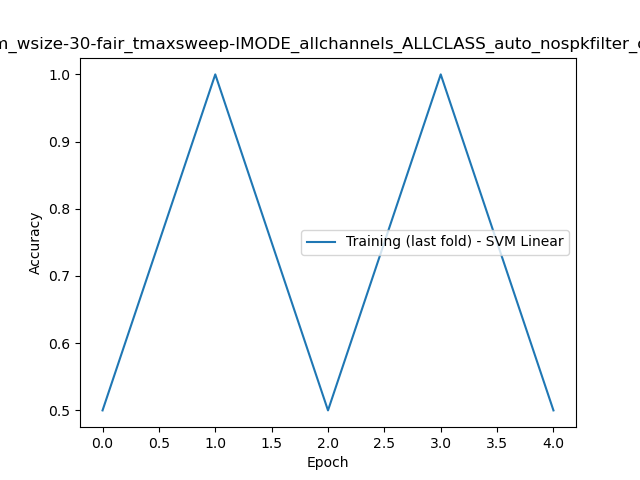 m_wsize-30-fair_tmaxsweep-IMODE_allchannels_ALLCLASS_auto_nospkfilter_
1.0
0.9
0.8
0.7
0.6
0.5
Accuracy
Training (last fold) - SVM Linear
0.0 0.5 1.0 1.5 2.0 2.5 3.0 3.5 4.0
Epoch